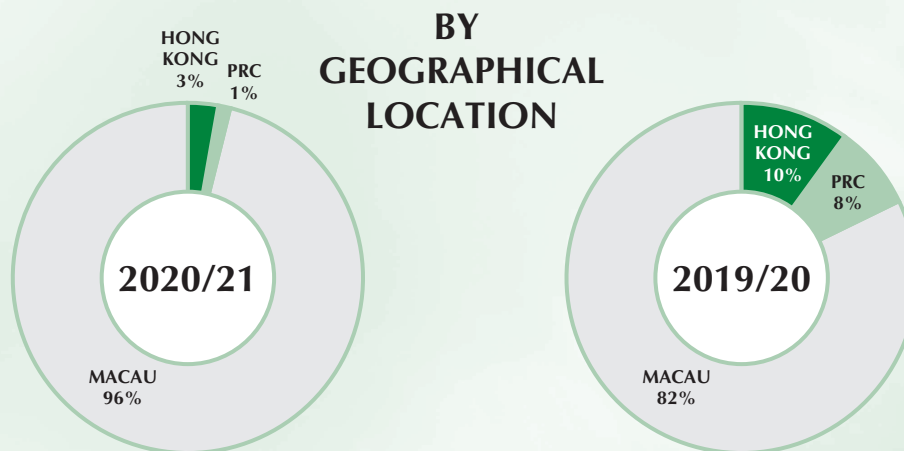 BY
GEOGRAPHICAL
LOCATION
HONG
KONG
3%
PRC
1%
2020/21
MACAU
96%
HONG
KONG
10%
PRC
8%
2019/20
MACAU
82%